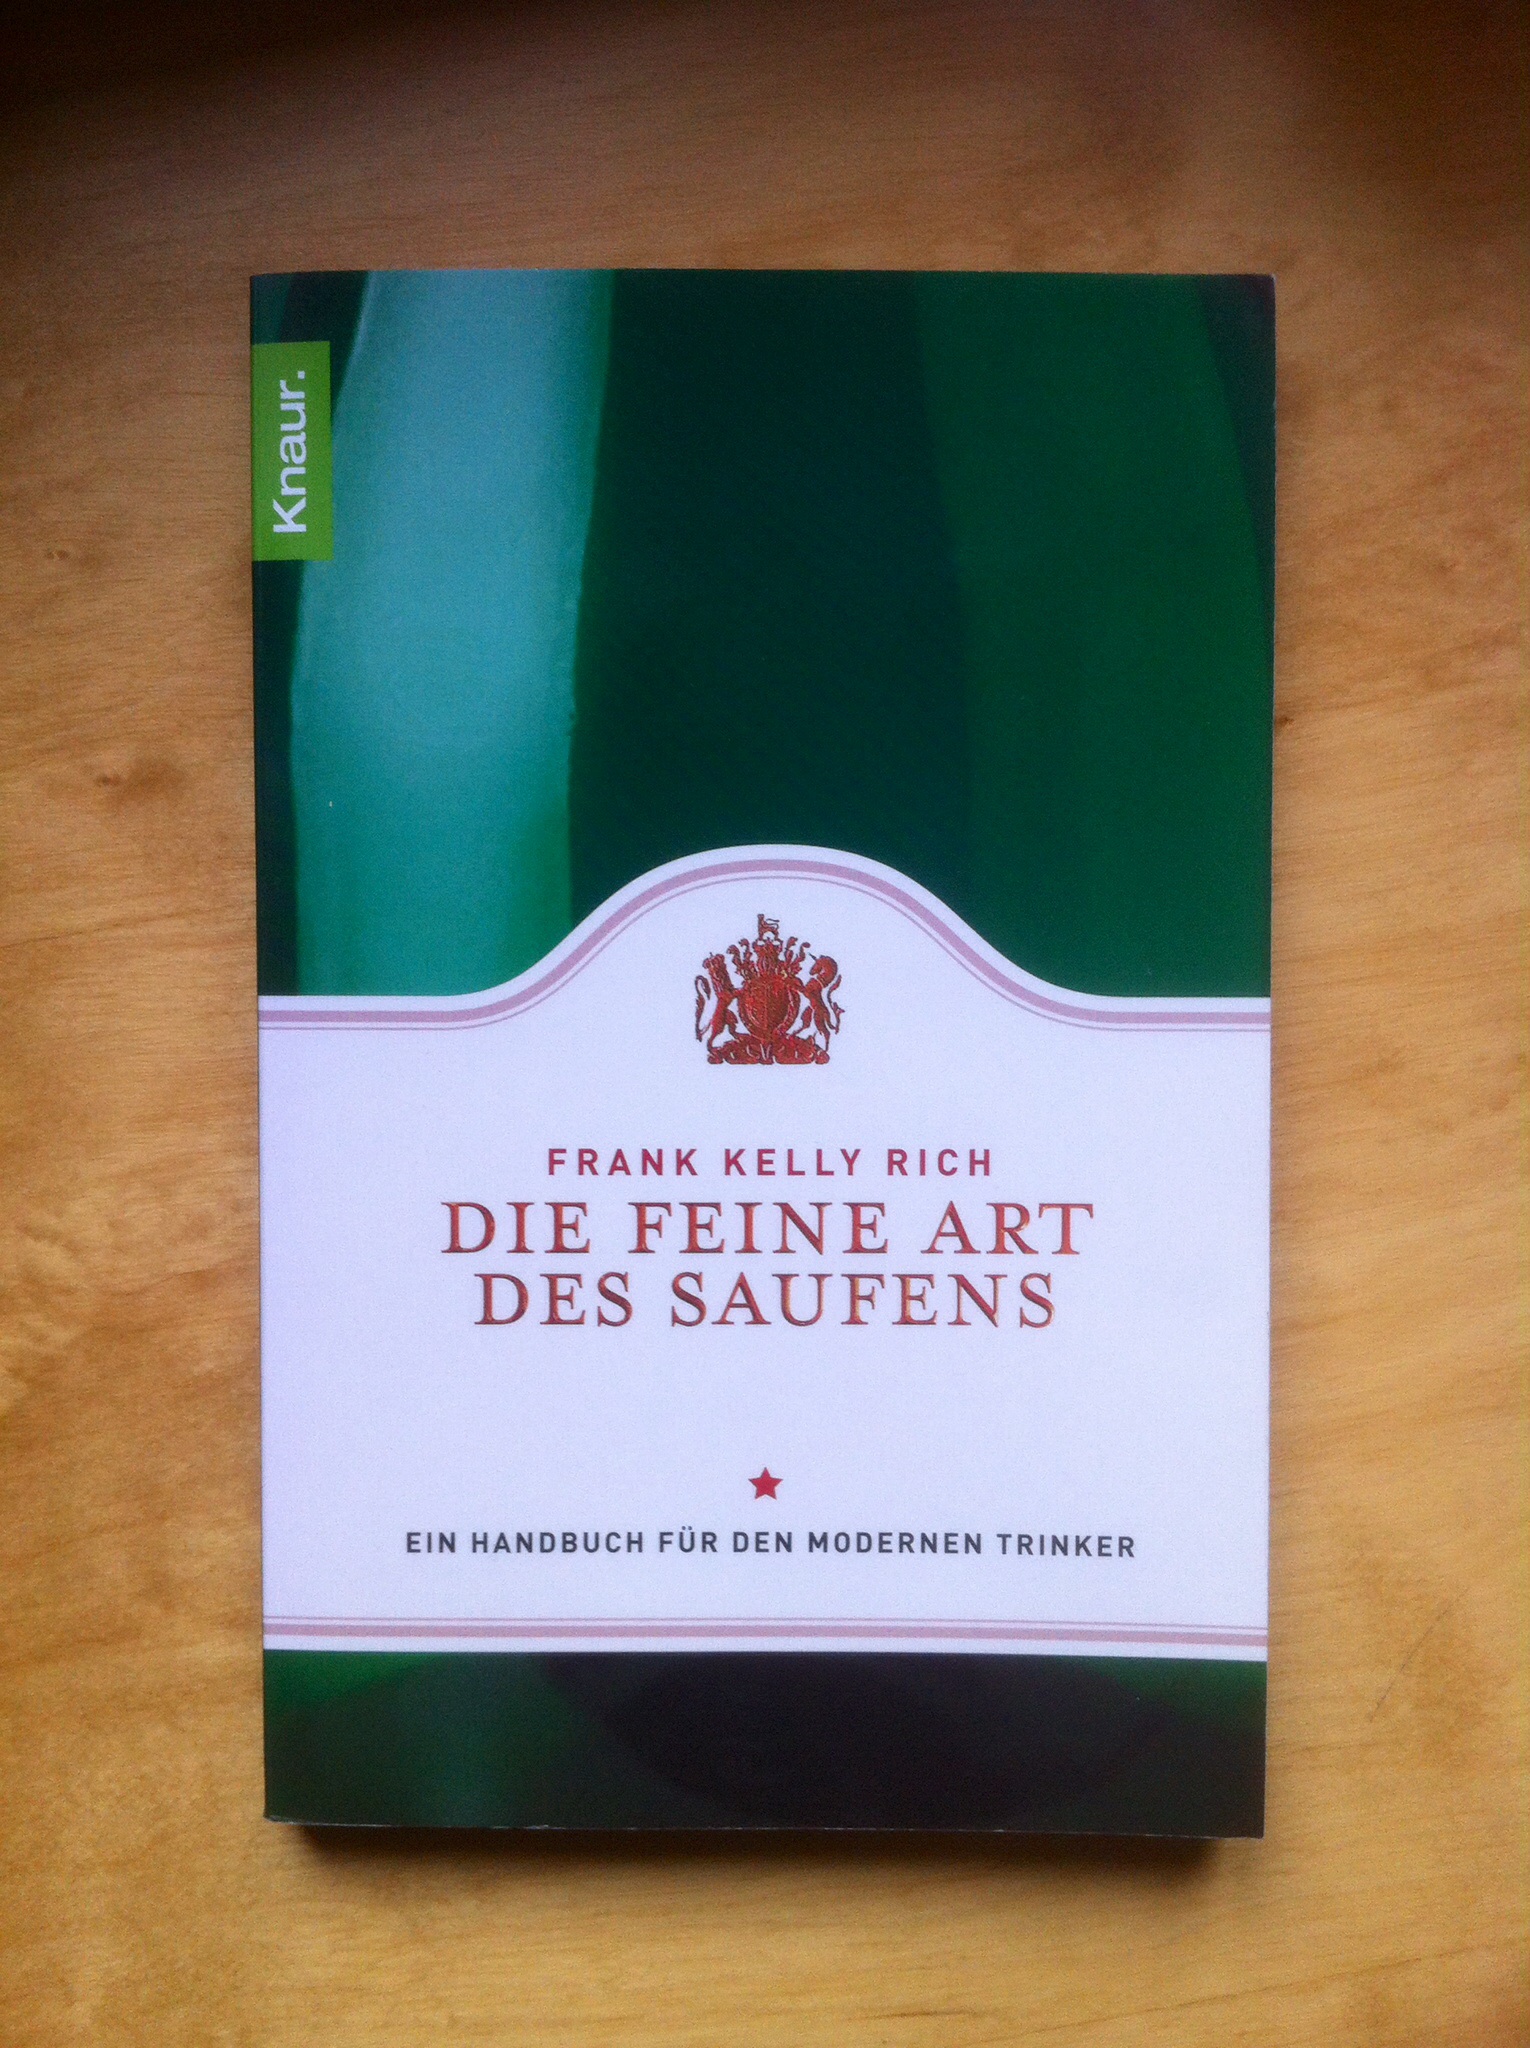 Knaur.
FRANK KELLY RICH
DIE FEINE ART
DES SAUFENS
EIN HANDBUCH FÜR DEN MODERNEN TRINKER